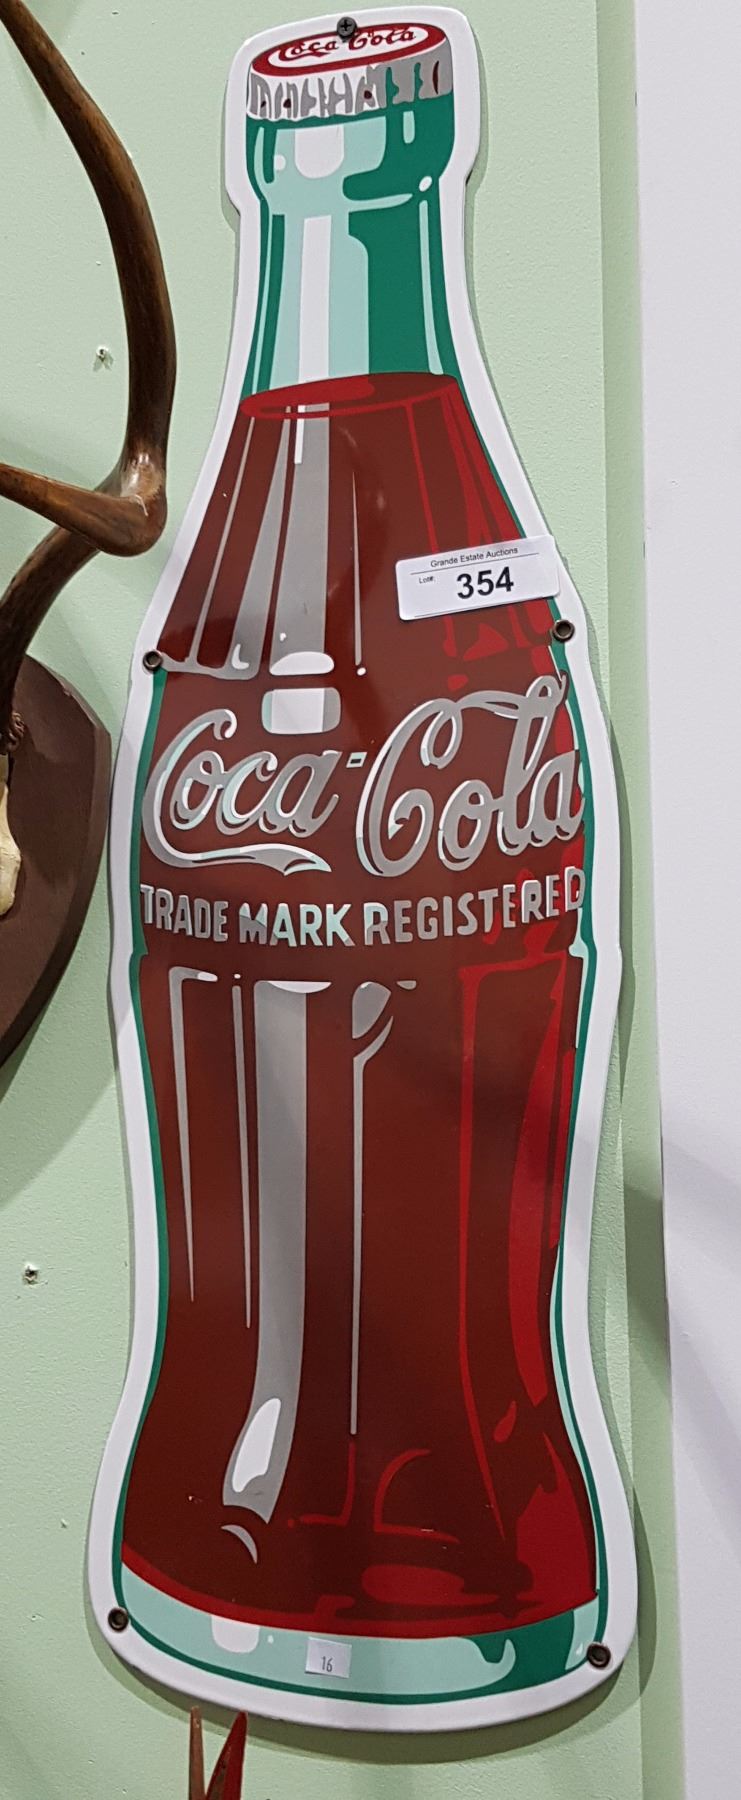 Coca Cola
Grande Estate Auctions
Lot#: 354
Coca-Cola
TRADE MARK REGISTERED
16